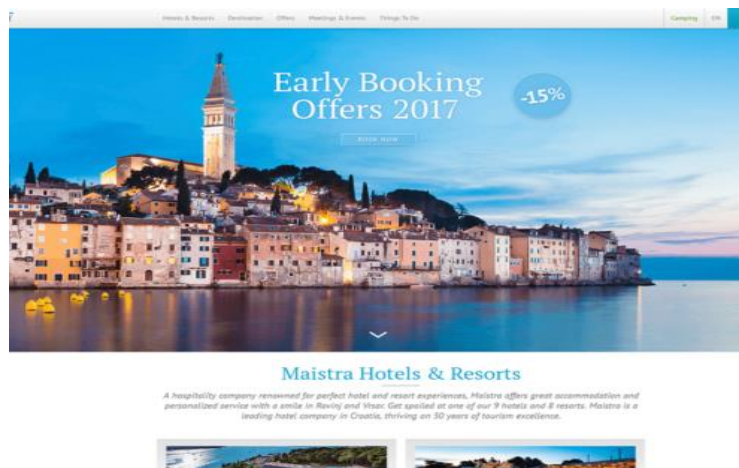 Hotels & Resorts Destination Offers Meetings & Events Things To Do Camping EN
Early Booking
Offers 2017
-15%
BOOK NOW
Maistra Hotels & Resorts
A hospitality company renowned for perfect hotel and resort experiences, Maistra offers great accommodation and
personalized service with a smile in Rovinj and Vrsar. Get spoiled at one of our 9 hotels and 8 resorts. Maistra is a
leading hotel company in Croatia, thriving on 50 years of tourism excellence.